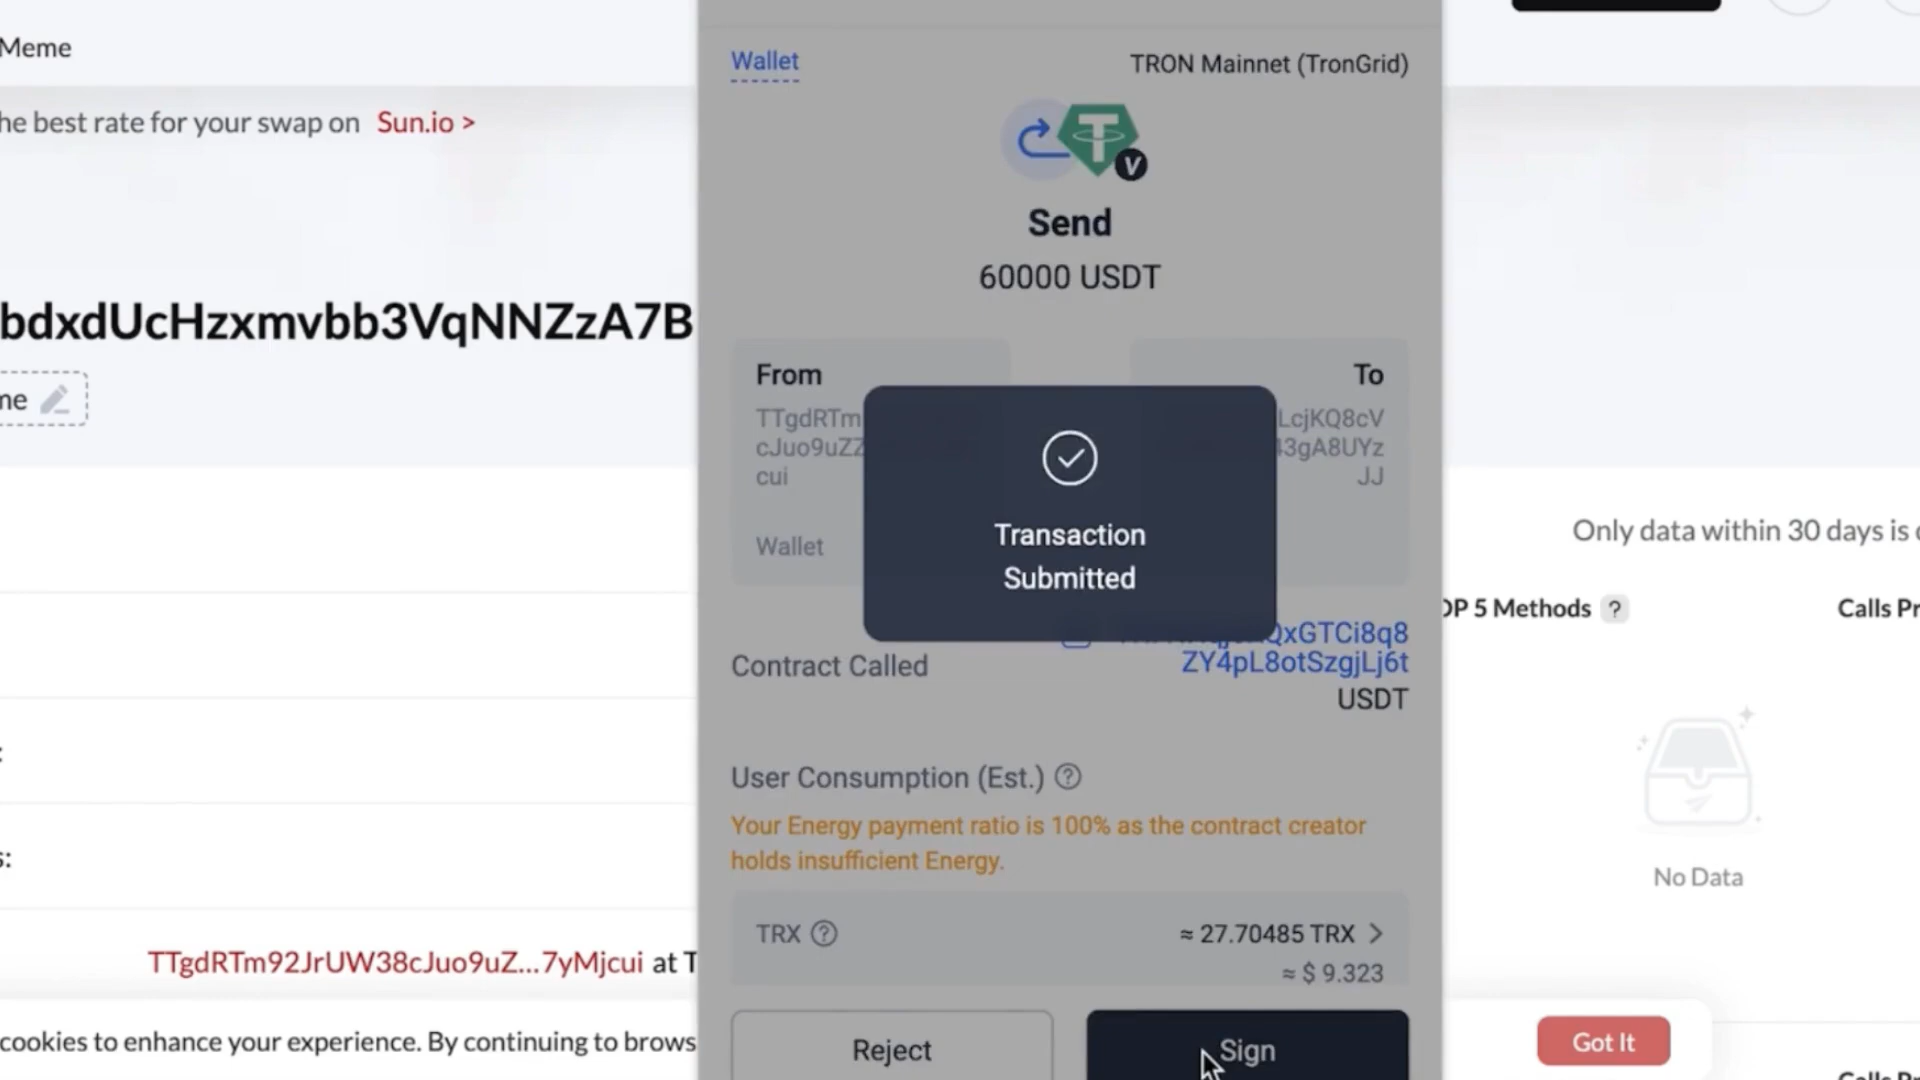 Meme
he best rate for your swap on Sun.io >
bdxdUcHzxmvbb3VqNNZzA7B
me
s:
TTgdRTm92JrUW38cJuo9uZ...7yMjcui at T
cookies to enhance your experience. By continuing to brows
Wallet
TRON Mainnet (TronGrid)
T
V
Send
60000 USDT
From
TTgdRTm
cJuo9uZZ
cui
Wallet
To
LcjKQ8cV
43gA8UYz
JJ
Transaction
Submitted
Contract Called
QxGTCi8q8
ZY4pL8otSzgjLj6t
USDT
User Consumption (Est.) ?
Your Energy payment ratio is 100% as the contract creator
holds insufficient Energy.
TRX ?
≈ 27.70485 TRX >
≈ $ 9.323
Reject
Sign
Only data within 30 days is
OP 5 Methods ?
Calls Pr
No Data
Got It